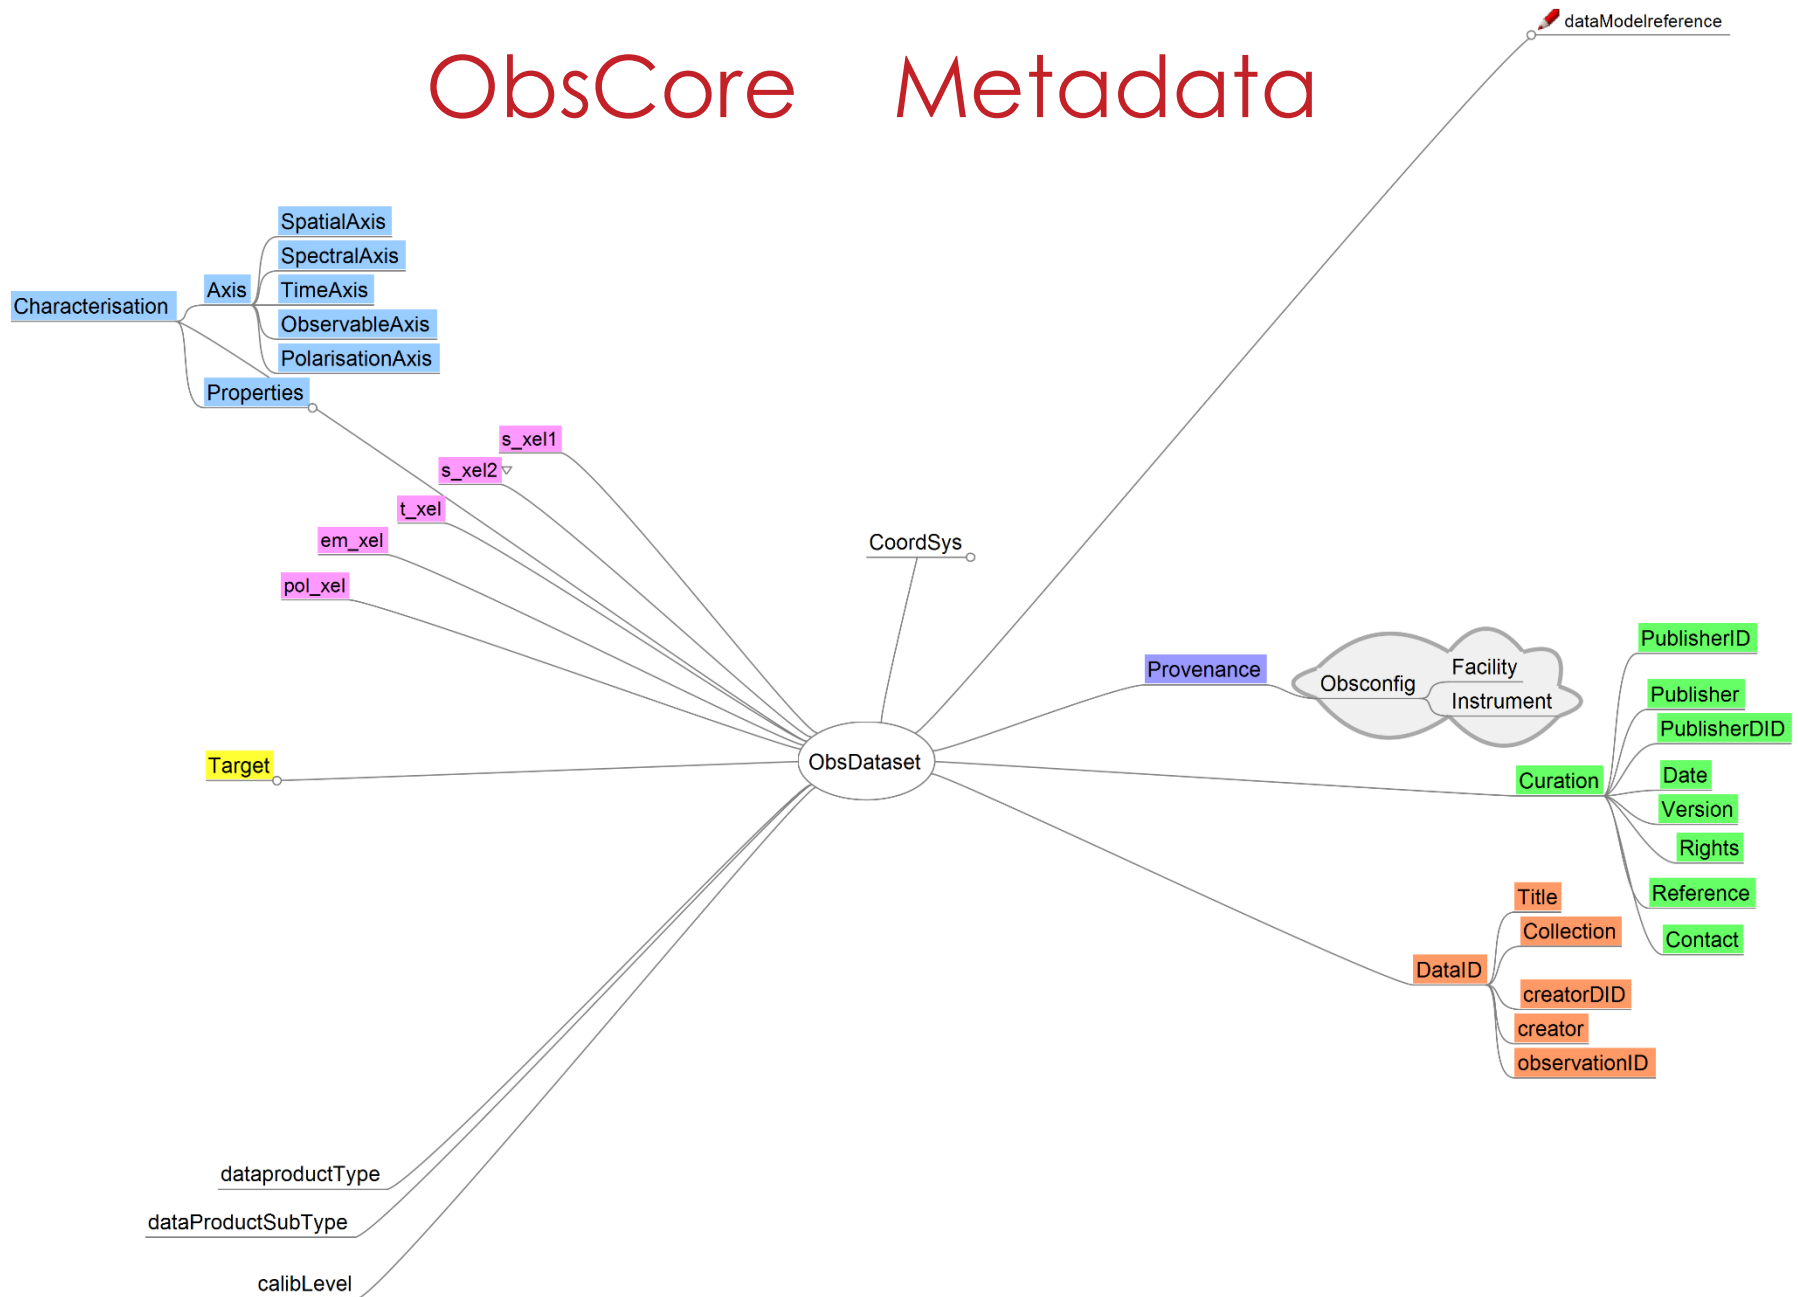 dataModelreference
ObsCore Metadata
SpatialAxis
SpectralAxis
Axis
TimeAxis
Characterisation
ObservableAxis
PolarisationAxis
Properties
s_xel1
s_xel2
t_xel
em_xel
pol_xel
CoordSys
Provenance
Obsconfig
Facility
Instrument
PublisherID
Publisher
PublisherDID
Target
ObsDataset
Curation
Date
Version
Rights
Reference
Contact
Title
Collection
DataID
creatorDID
creator
observationID
dataproductType
dataProductSubType
calibLevel